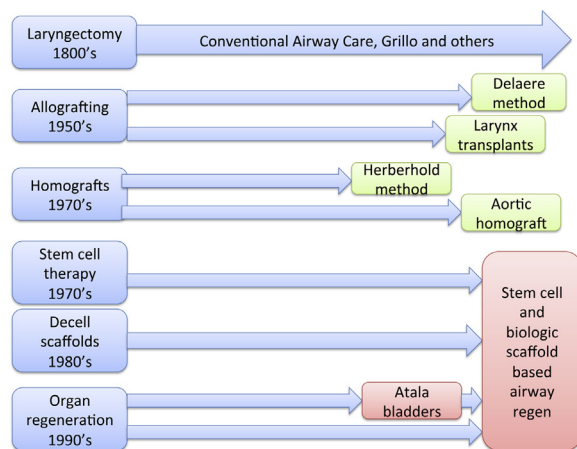 Laryngectomy
1800's
Conventional Airway Care, Grillo and others
Allografting
1950's
Delaere
method
Larynx
transplants
Homografts
1970's
Herberhold
method
Aortic
homograft
Stem cell
therapy
1970's
Decell
scaffolds
1980's
Organ
regeneration
1990's
Atala
bladders
Stem cell
and
biologic
scaffold
based
airway
regen